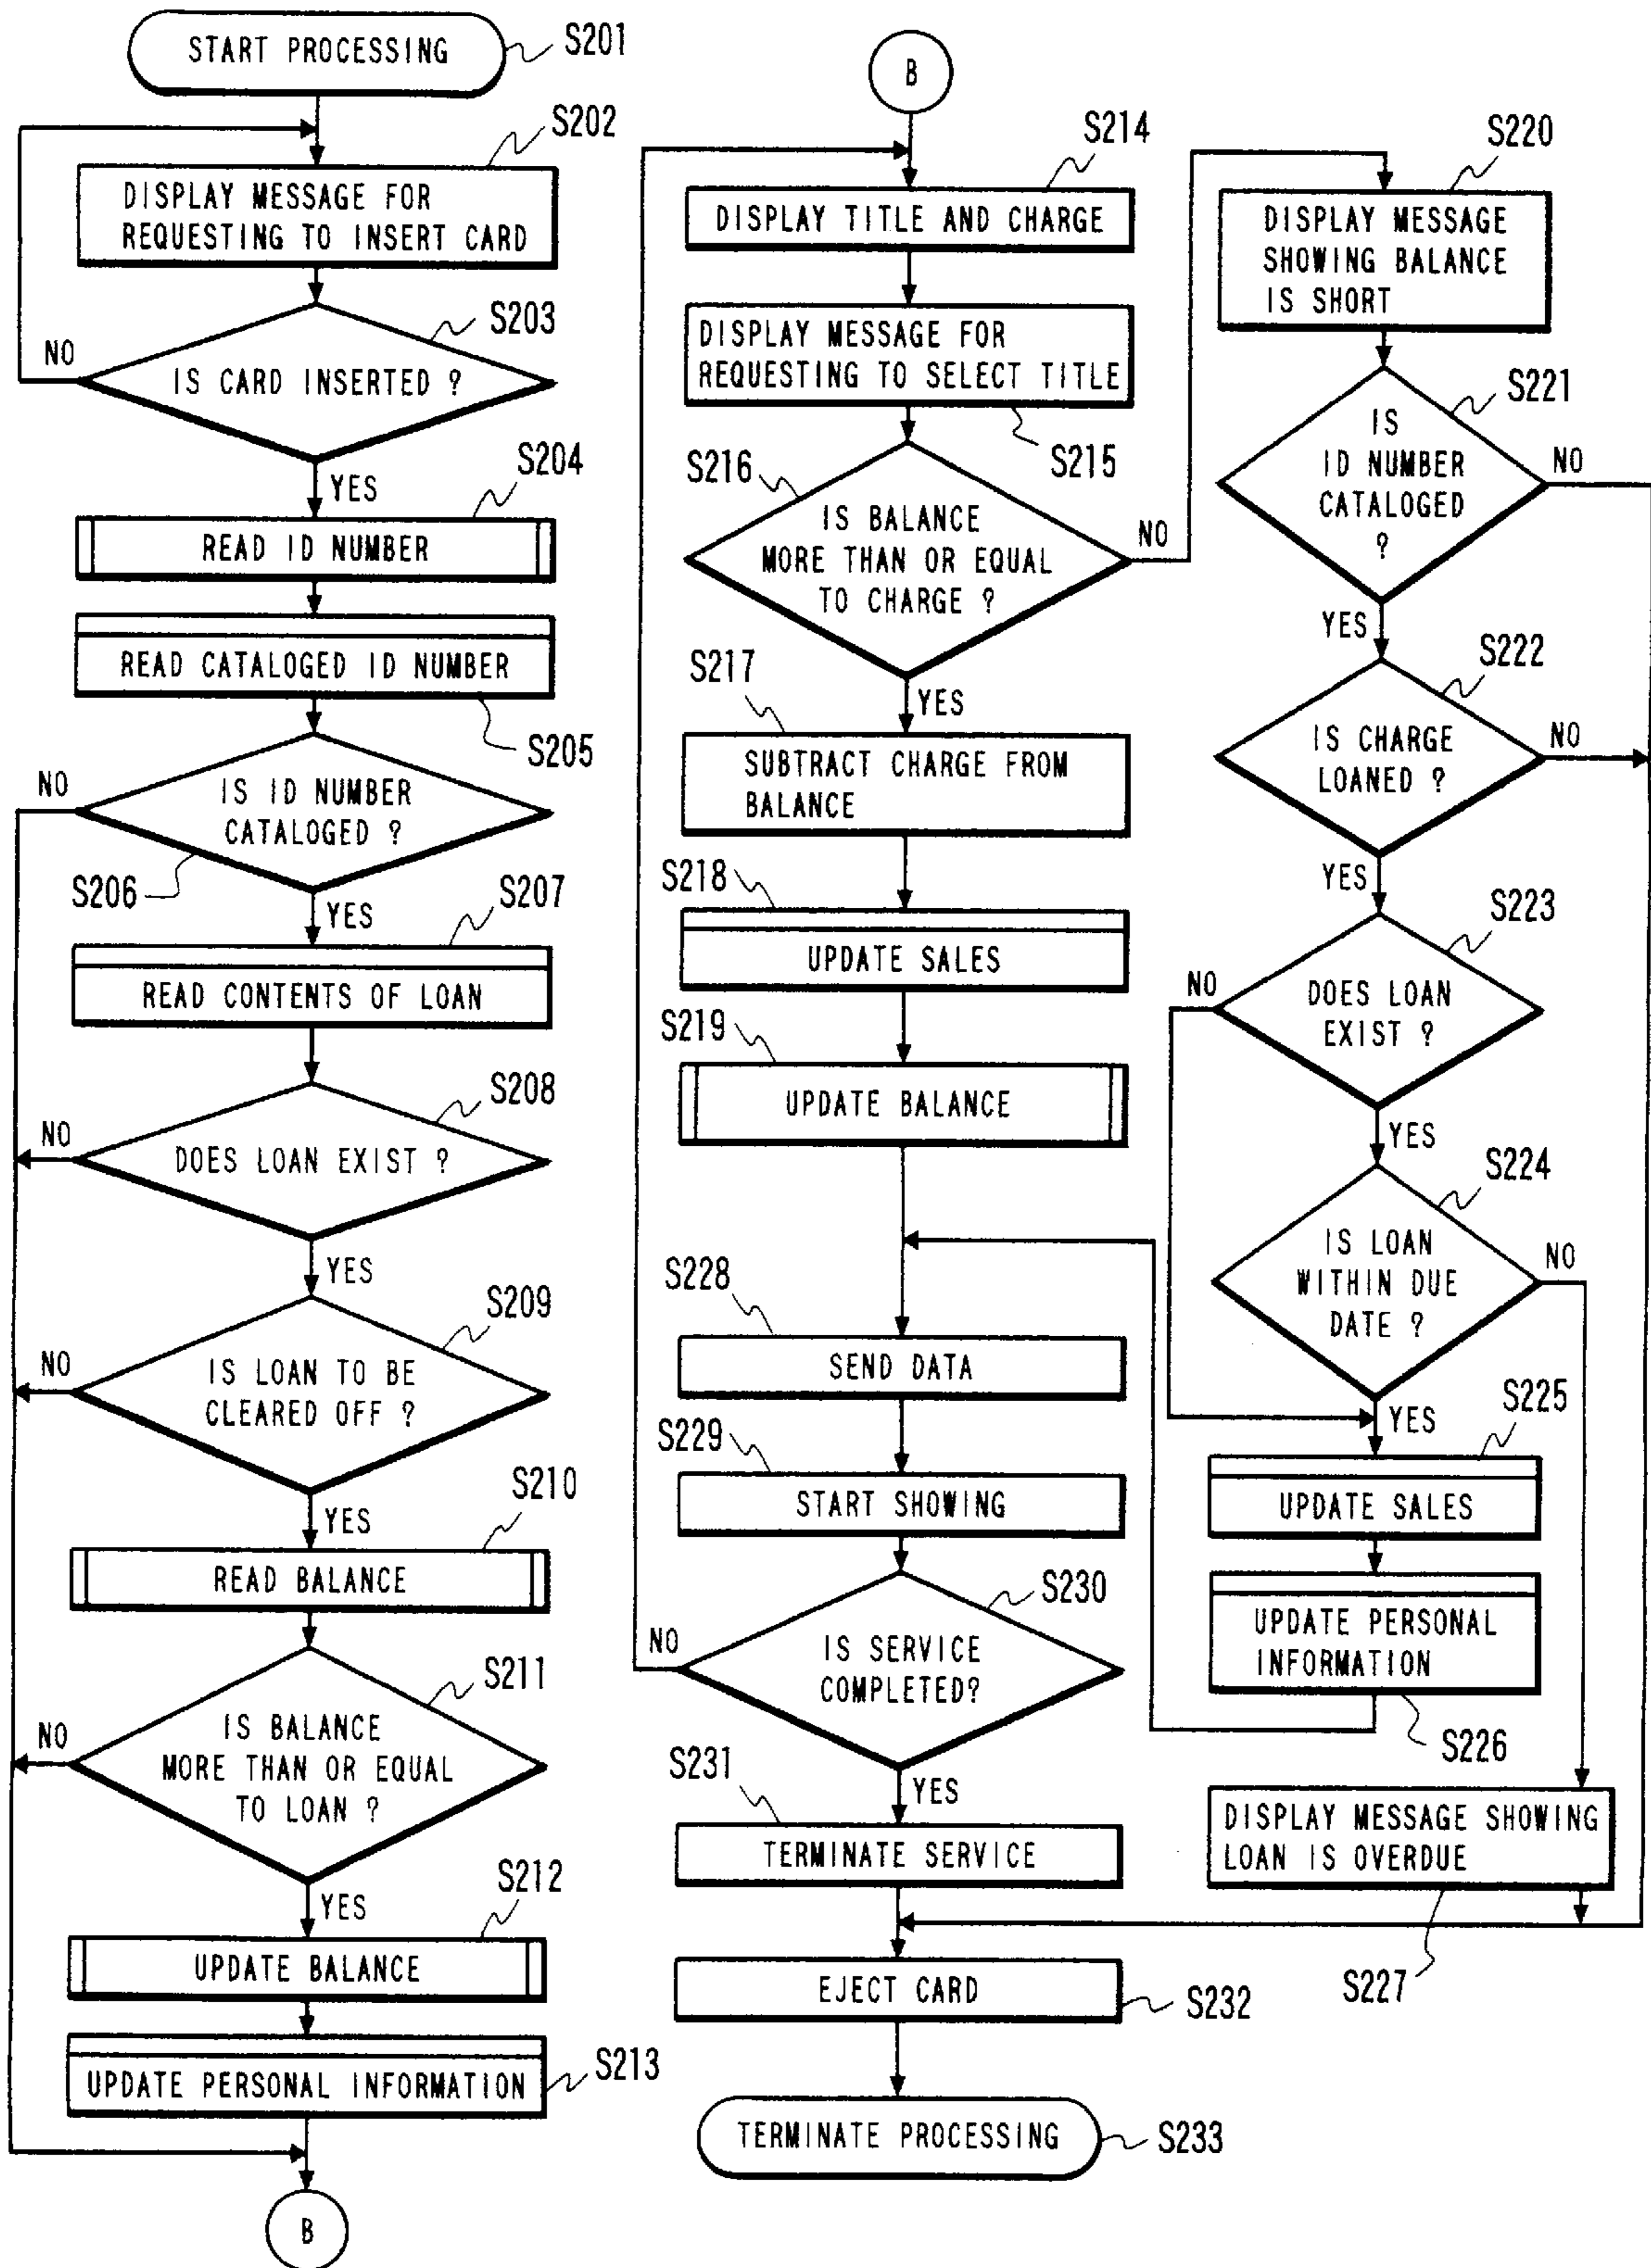 START PROCESSING
S201
S202
DISPLAY MESSAGE FOR
REQUESTING TO INSERT CARD
S203
NO
IS CARD INSERTED ?
YES
S204
READ ID NUMBER
READ CATALOGED ID NUMBER
S205
NO
IS ID NUMBER
CATALOGED ?
S206
YES
S207
READ CONTENTS OF LOAN
S208
NO
DOES LOAN EXIST ?
YES
S209
NO
IS LOAN TO BE
CLEARED OFF ?
YES
S210
READ BALANCE
S211
NO
IS BALANCE
MORE THAN OR EQUAL
TO LOAN ?
YES
S212
UPDATE BALANCE
UPDATE PERSONAL INFORMATION
S213
B
B
S214
DISPLAY TITLE AND CHARGE
DISPLAY MESSAGE FOR
REQUESTING TO SELECT TITLE
S215
S216
IS BALANCE
MORE THAN OR EQUAL
TO CHARGE ?
NO
YES
S217
SUBTRACT CHARGE FROM
BALANCE
S218
UPDATE SALES
S219
UPDATE BALANCE
S228
SEND DATA
S229
START SHOWING
S230
NO
IS SERVICE
COMPLETED?
YES
S231
TERMINATE SERVICE
EJECT CARD
S232
TERMINATE PROCESSING
S233
S220
DISPLAY MESSAGE
SHOWING BALANCE
IS SHORT
S221
IS
ID NUMBER
CATALOGED
?
NO
YES
S222
IS CHARGE
LOANED ?
NO
YES
S223
NO
DOES LOAN
EXIST ?
YES
S224
IS LOAN
WITHIN DUE
DATE ?
NO
YES
S225
UPDATE SALES
UPDATE PERSONAL
INFORMATION
S226
DISPLAY MESSAGE SHOWING
LOAN IS OVERDUE
S227